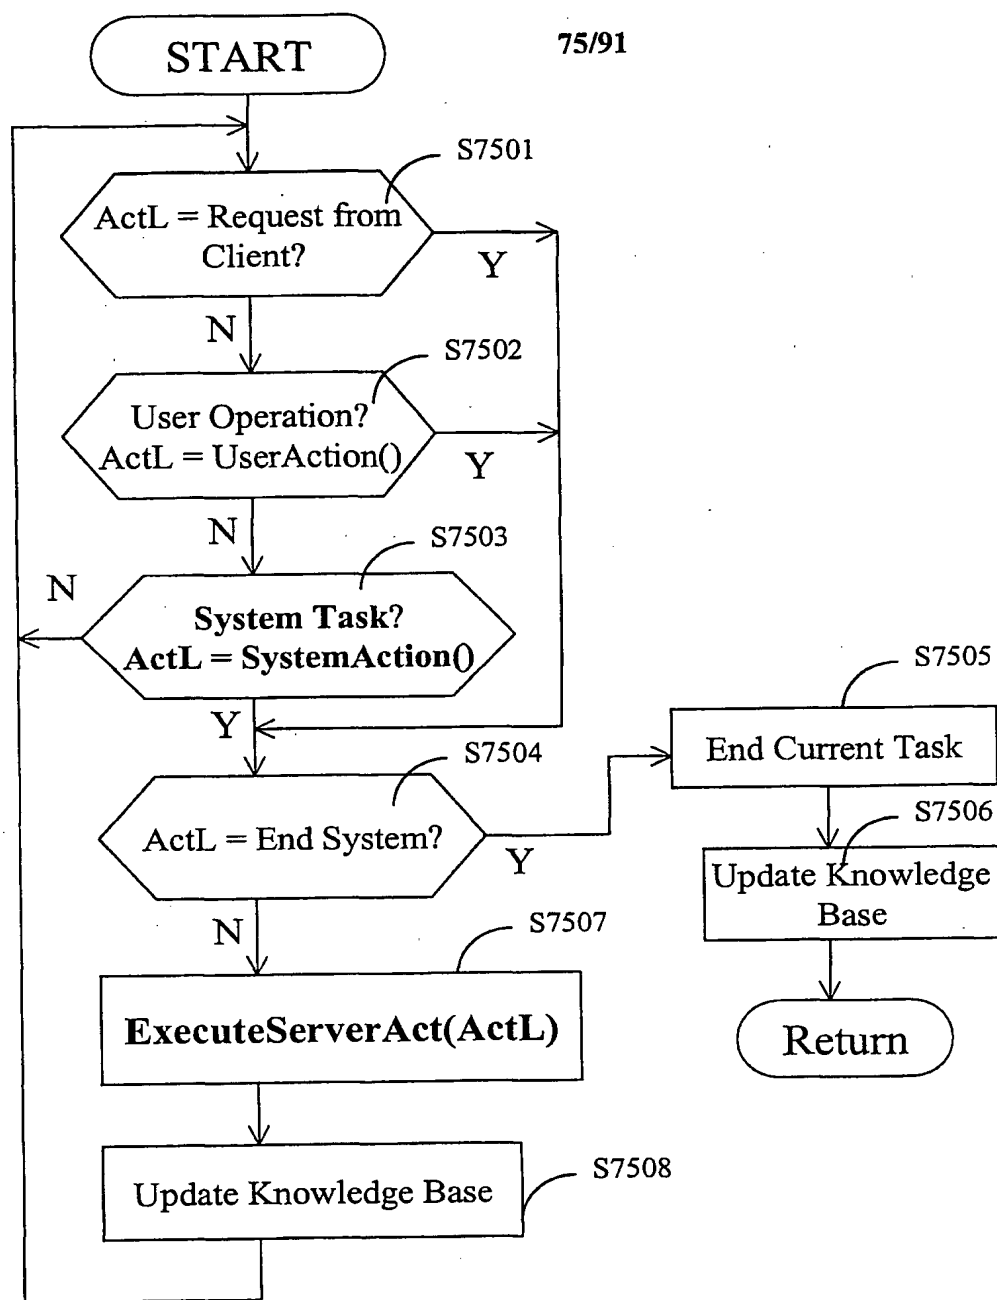 START
75/91
S7501
ActL = Request from
Client?
Y
N
S7502
User Operation?
ActL = UserAction()
Y
N
S7503
N
System Task?
ActL = SystemAction()
Y
S7504
ActL = End System?
Y
N
S7505
End Current Task
S7506
Update Knowledge
Base
Return
S7507
ExecuteServerAct(ActL)
S7508
Update Knowledge Base